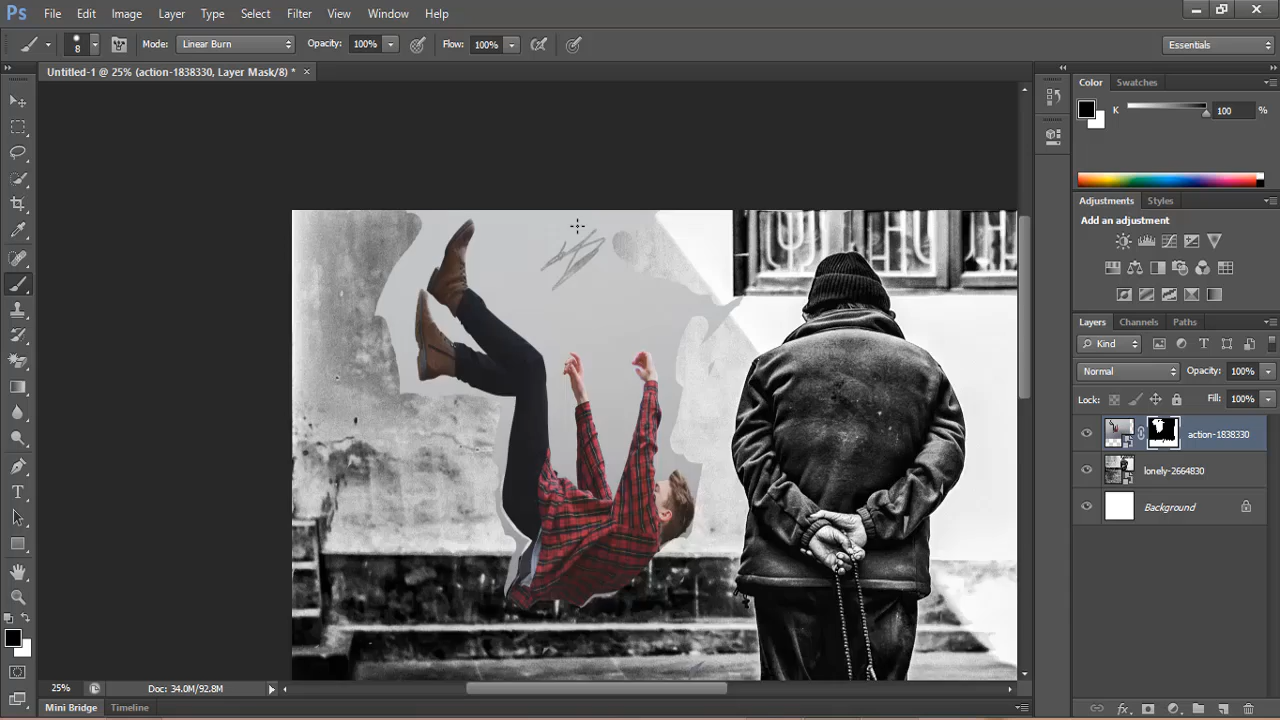 Ps File Edit Image Layer Type Select Filter View Window Help
8 Mode: Linear Burn Opacity: 100% Flow: 100% Essentials
Untitled-1 @ 25% (action-1838330, Layer Mask/8) * ×
Color Swatches
K 100 %
Adjustments Styles
Add an adjustment
Layers Channels Paths
Kind
Normal Opacity: 100%
Lock: Fill: 100%
action-1838330
lonely-2664830
Background
25% Doc: 34.0M/92.8M
Mini Bridge Timeline
fx